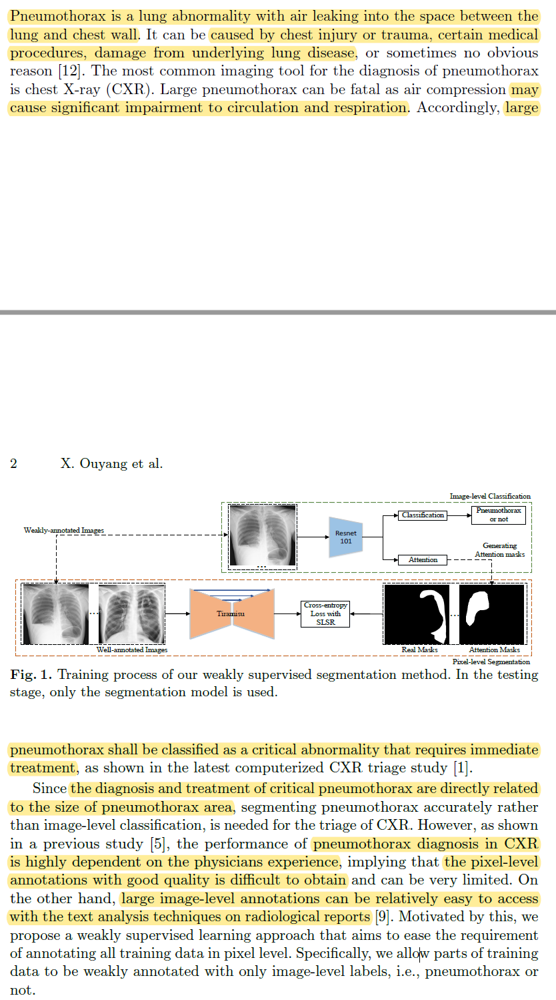 Pneumothorax is a lung abnormality with air leaking into the space between the
lung and chest wall. It can be caused by chest injury or trauma, certain medical
procedures, damage from underlying lung disease, or sometimes no obvious
reason [12]. The most common imaging tool for the diagnosis of pneumothorax
is chest X-ray (CXR). Large pneumothorax can be fatal as air compression may
cause significant impairment to circulation and respiration. Accordingly, large
2 X. Ouyang et al.
Image-level Classification
Weakly-annotated Images
Resnet
101
Classification
Pneumothorax
or not
Attention
Generating
Attention masks
...
...
Well-annotated Images
Tiramisu
Cross-entropy
Loss with
SLSR
...
Real Masks
Attention Masks
Pixel-level Segmentation
Fig. 1. Training process of our weakly supervised segmentation method. In the testing
stage, only the segmentation model is used.
pneumothorax shall be classified as a critical abnormality that requires immediate
treatment, as shown in the latest computerized CXR triage study [1].
Since the diagnosis and treatment of critical pneumothorax are directly related
to the size of pneumothorax area, segmenting pneumothorax accurately rather
than image-level classification, is needed for the triage of CXR. However, as shown
in a previous study [5], the performance of pneumothorax diagnosis in CXR
is highly dependent on the physicians experience, implying that the pixel-level
annotations with good quality is difficult to obtain and can be very limited. On
the other hand, large image-level annotations can be relatively easy to access
with the text analysis techniques on radiological reports [9]. Motivated by this, we
propose a weakly supervised learning approach that aims to ease the requirement
of annotating all training data in pixel level. Specifically, we allow parts of training
data to be weakly annotated with only image-level labels, i.e., pneumothorax or
not.